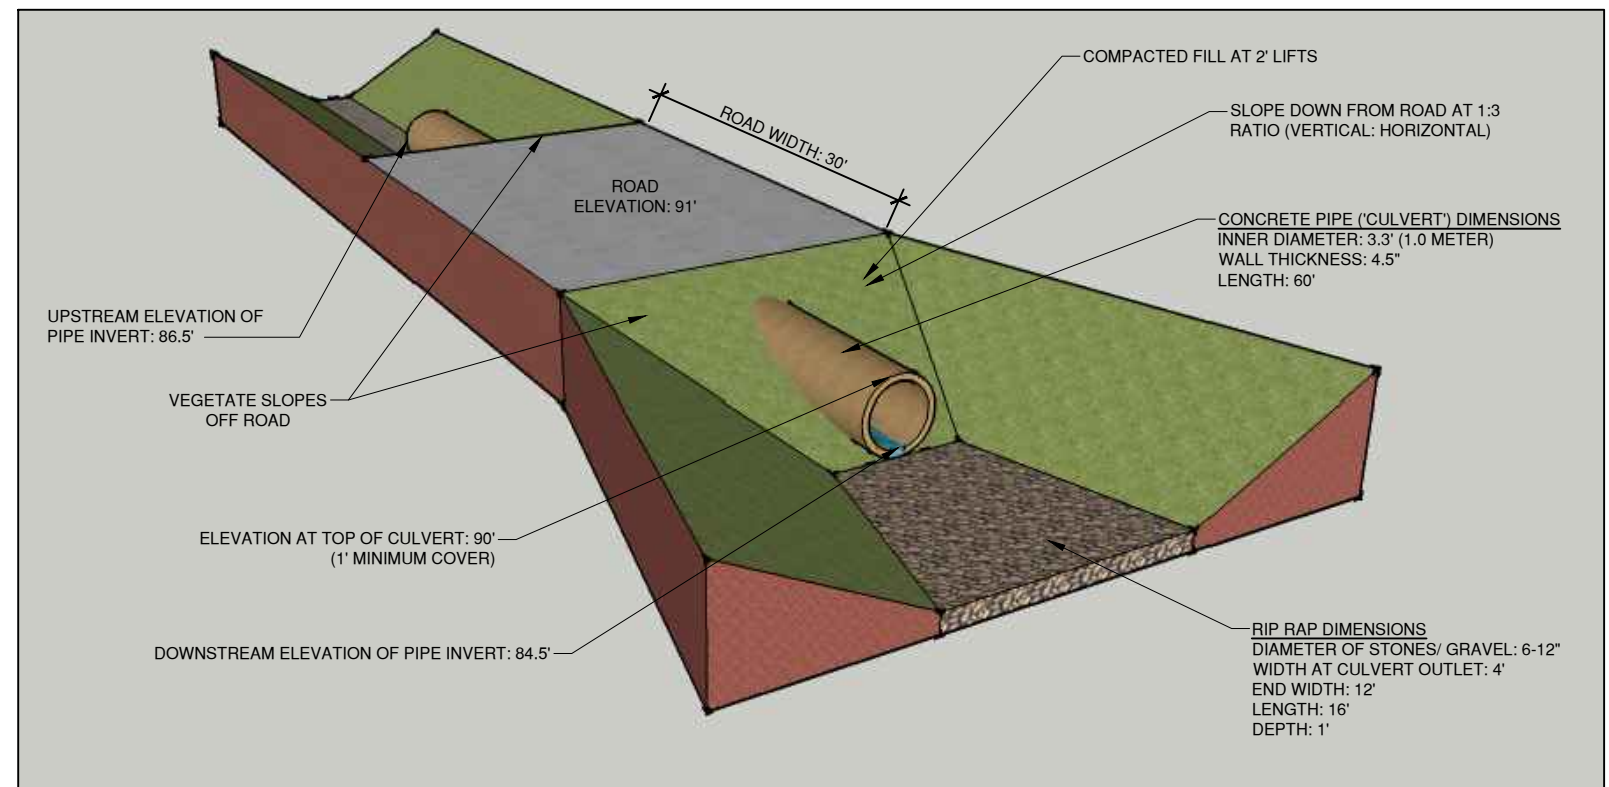 COMPACTED FILL AT 2' LIFTS
SLOPE DOWN FROM ROAD AT 1:3
RATIO (VERTICAL: HORIZONTAL)
ROAD WIDTH: 30'
ROAD
ELEVATION: 91'
CONCRETE PIPE ('CULVERT') DIMENSIONS
INNER DIAMETER: 3.3' (1.0 METER)
WALL THICKNESS: 4.5"
LENGTH: 60'
UPSTREAM ELEVATION OF
PIPE INVERT: 86.5'
VEGETATE SLOPES
OFF ROAD
ELEVATION AT TOP OF CULVERT: 90'
(1' MINIMUM COVER)
DOWNSTREAM ELEVATION OF PIPE INVERT: 84.5'
RIP RAP DIMENSIONS
DIAMETER OF STONES/ GRAVEL: 6-12"
WIDTH AT CULVERT OUTLET: 4'
END WIDTH: 12'
LENGTH: 16'
DEPTH: 1'